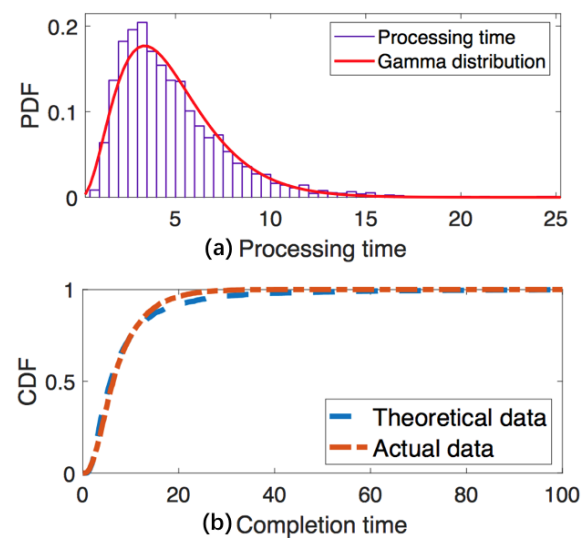 0.2
0.1
0
PDF
Processing time
Gamma distribution
5 10 15 20 25
(a) Processing time
1
0.5
0
CDF
Theoretical data
Actual data
0 20 40 60 80 100
(b) Completion time